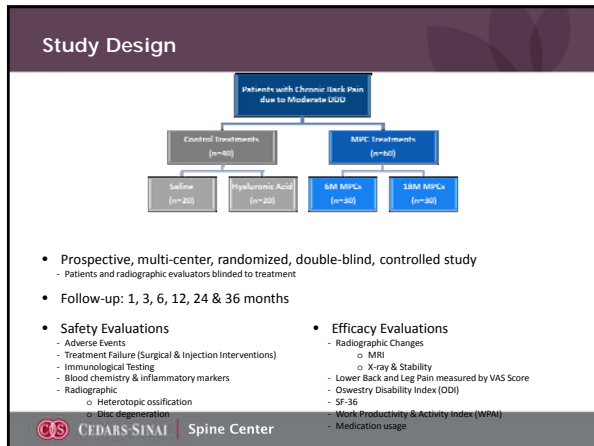 Study Design
Patients with Chronic Back Pain
due to Moderate DDD
Control Treatments
(n=40)
MPC Treatments
(n=60)
Saline
(n=20)
Hyaluronic Acid
(n=20)
6M MPCs
(n=30)
18M MPCs
(n=30)
• Prospective, multi-center, randomized, double-blind, controlled study
- Patients and radiographic evaluators blinded to treatment
• Follow-up: 1, 3, 6, 12, 24 & 36 months
• Safety Evaluations
- Adverse Events
- Treatment Failure (Surgical & Injection Interventions)
- Immunological Testing
- Blood chemistry & inflammatory markers
- Radiographic
o Heterotopic ossification
o Disc degeneration
• Efficacy Evaluations
- Radiographic Changes
o MRI
o X-ray & Stability
- Lower Back and Leg Pain measured by VAS Score
- Oswestry Disability Index (ODI)
- SF-36
- Work Productivity & Activity Index (WPAI)
- Medication usage
CEDARS-SINAI | Spine Center